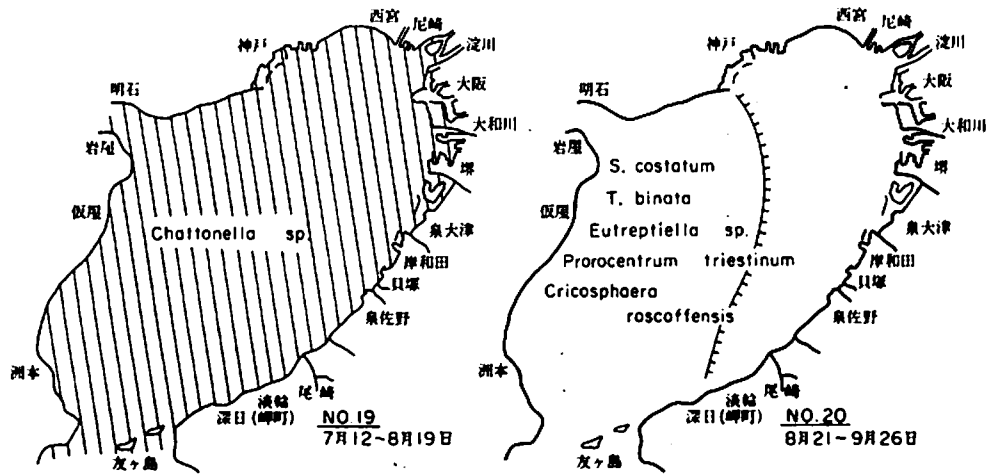 西宮
尼崎
淀川
神戸
大阪
明石
大和川
岩屋
堺
仮屋
Chattonella sp.
泉大津
岸和田
貝塚
泉佐野
洲本
尾崎
淡輪
深日(岬町)
友ヶ島
NO.19
7月12~8月19日
西宮
尼崎
淀川
神戸
大阪
明石
大和川
岩屋
堺
仮屋
S. costatum
T. binata
Eutreptiella sp.
Prorocentrum triestinum
Cricosphaera
roscoffensis
泉大津
岸和田
貝塚
泉佐野
洲本
尾崎
淡輪
深日(岬町)
友ヶ島
NO.20
8月21~9月26日